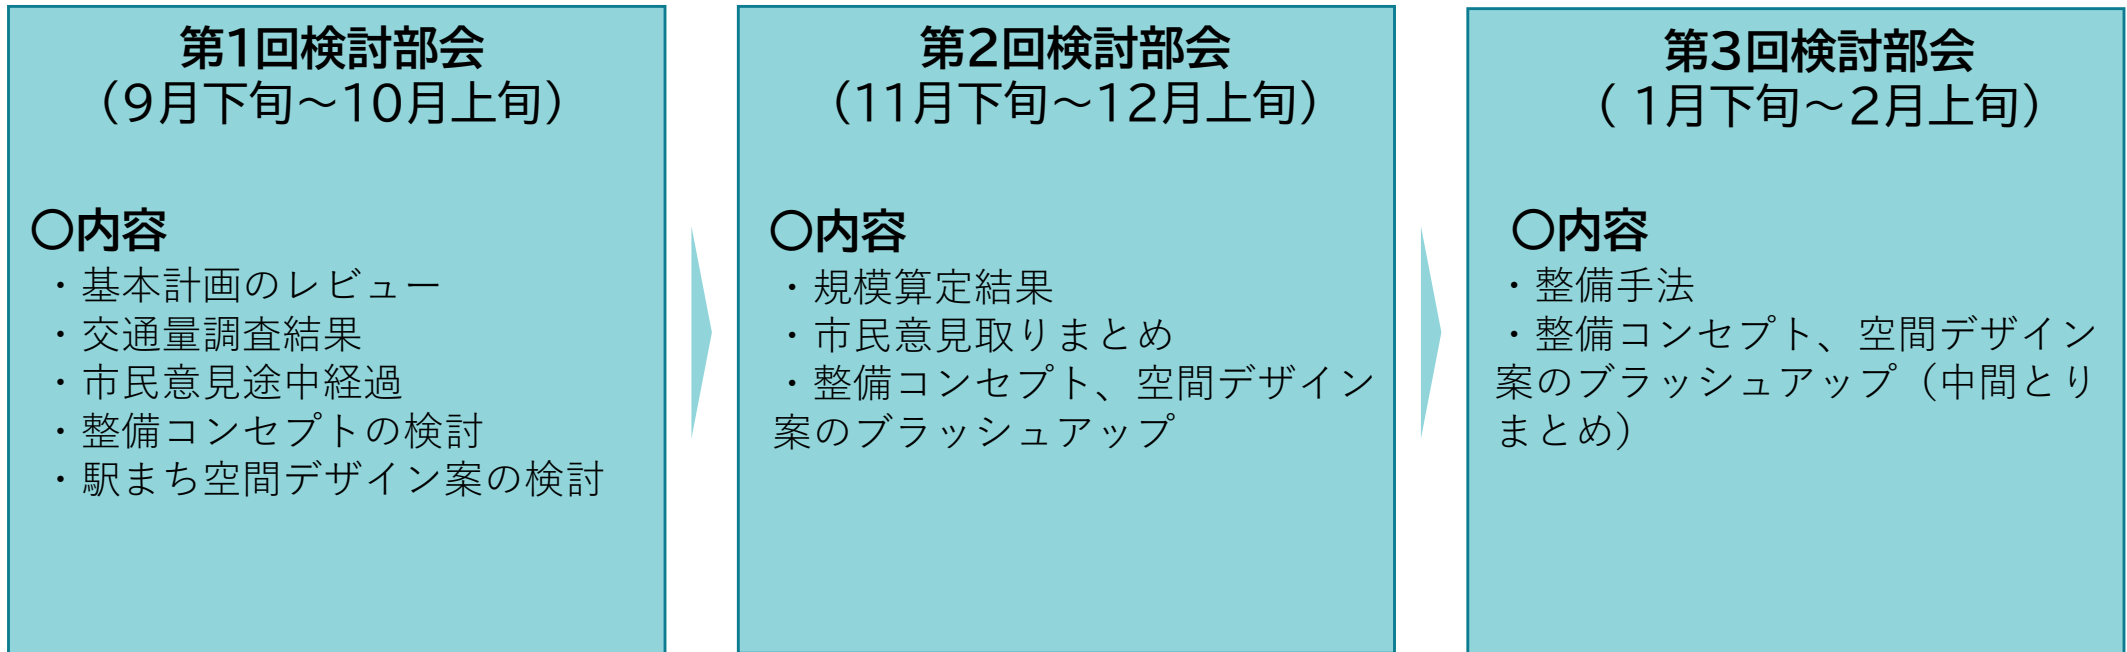 第1回検討部会
（9月下旬～10月上旬）
〇内容
・基本計画のレビュー
・交通量調査結果
・市民意見途中経過
・整備コンセプトの検討
・駅まち空間デザイン案の検討
第2回検討部会
（11月下旬～12月上旬）
〇内容
・規模算定結果
・市民意見取りまとめ
・整備コンセプト、空間デザイン
案のブラッシュアップ
第3回検討部会
（ 1月下旬～2月上旬）
〇内容
・整備手法
・整備コンセプト、空間デザイン
案のブラッシュアップ（中間とり
まとめ）